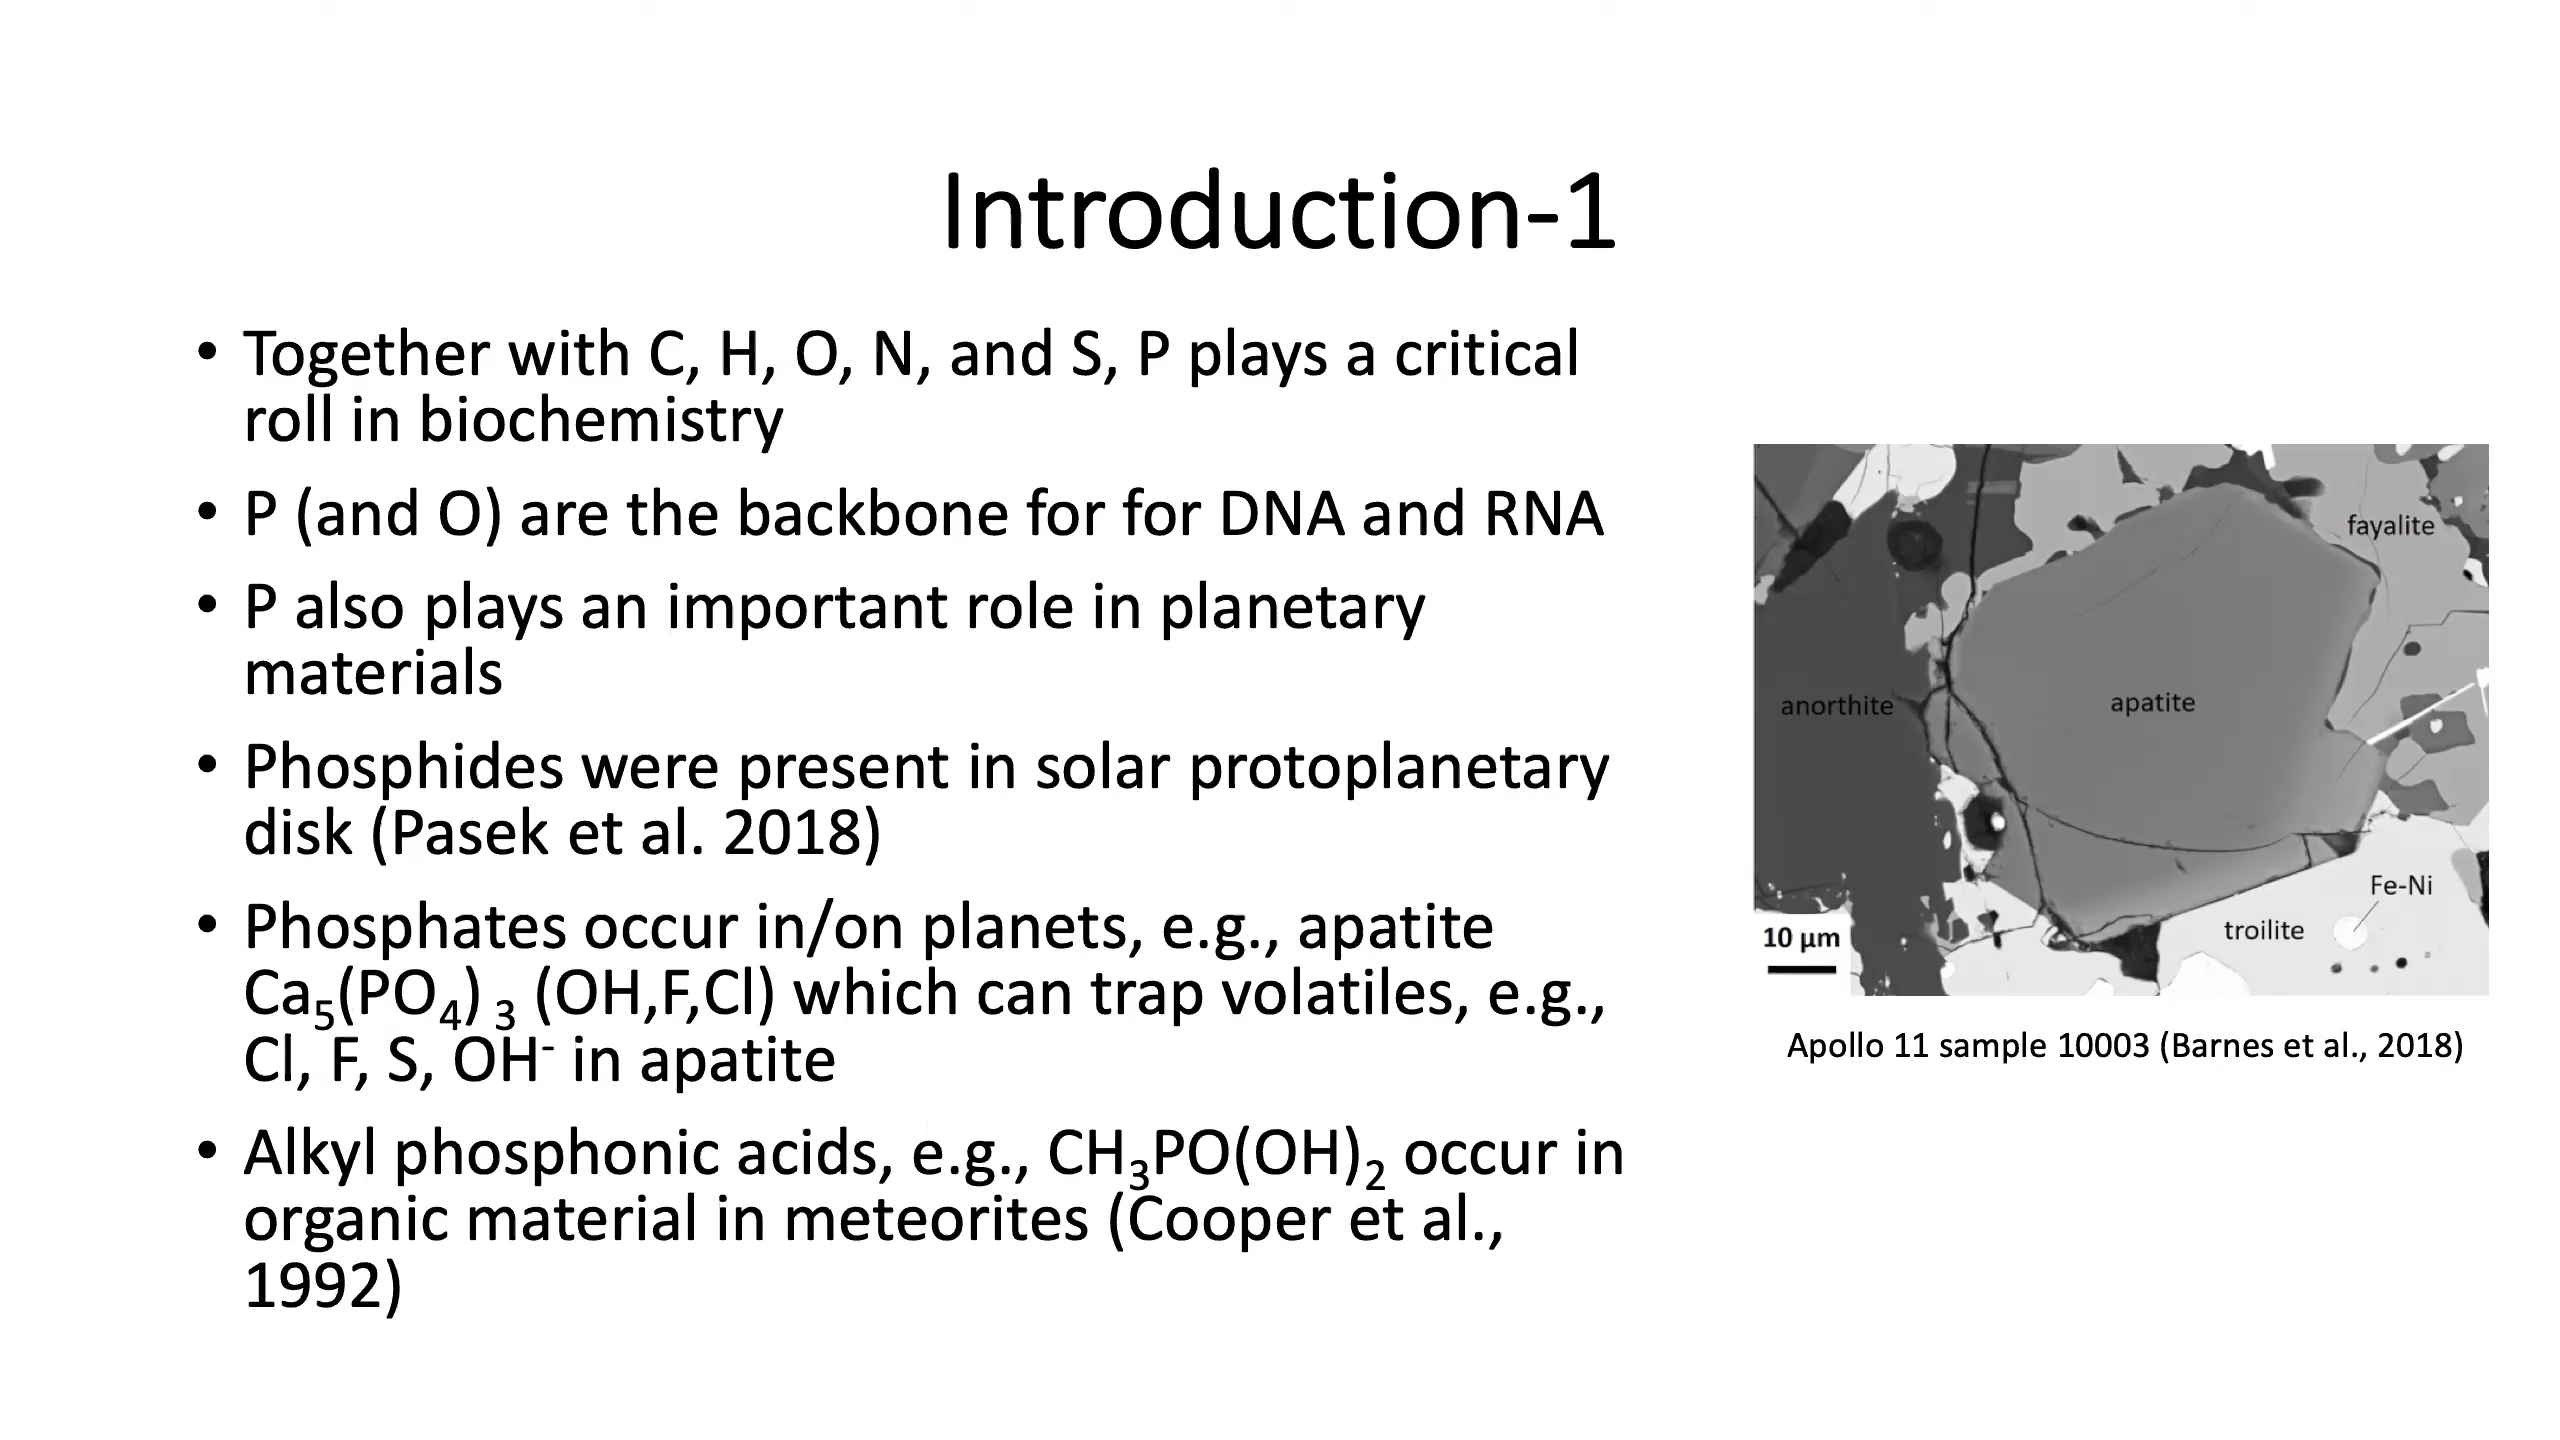 Introduction-1
• Together with C, H, O, N, and S, P plays a critical
roll in biochemistry
• P (and O) are the backbone for for DNA and RNA
• P also plays an important role in planetary
materials
• Phosphides were present in solar protoplanetary
disk (Pasek et al. 2018)
• Phosphates occur in/on planets, e.g., apatite
Ca₅(PO₄) ₃ (OH,F,Cl) which can trap volatiles, e.g.,
Cl, F, S, OH⁻ in apatite
• Alkyl phosphonic acids, e.g., CH₃PO(OH)₂ occur in
organic material in meteorites (Cooper et al.,
1992)
fayalite
anorthite
apatite
Fe-Ni
troilite
10 µm
Apollo 11 sample 10003 (Barnes et al., 2018)